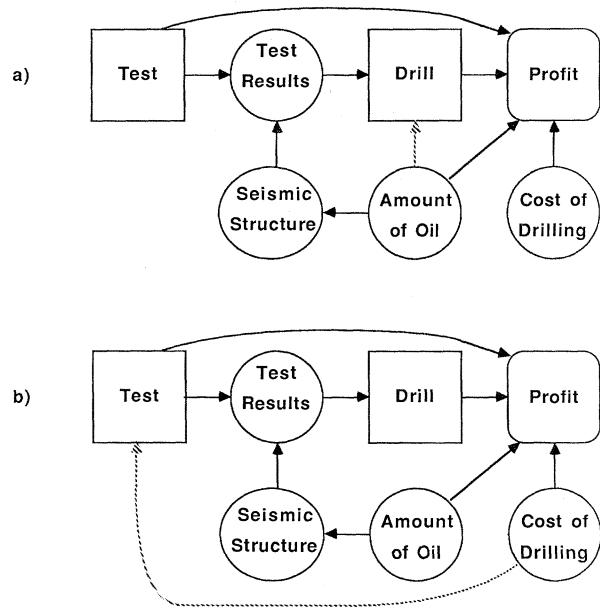 a)
Test
Test
Results
Drill
Profit
Seismic
Structure
Amount
of Oil
Cost of
Drilling
b)
Test
Test
Results
Drill
Profit
Seismic
Structure
Amount
of Oil
Cost of
Drilling